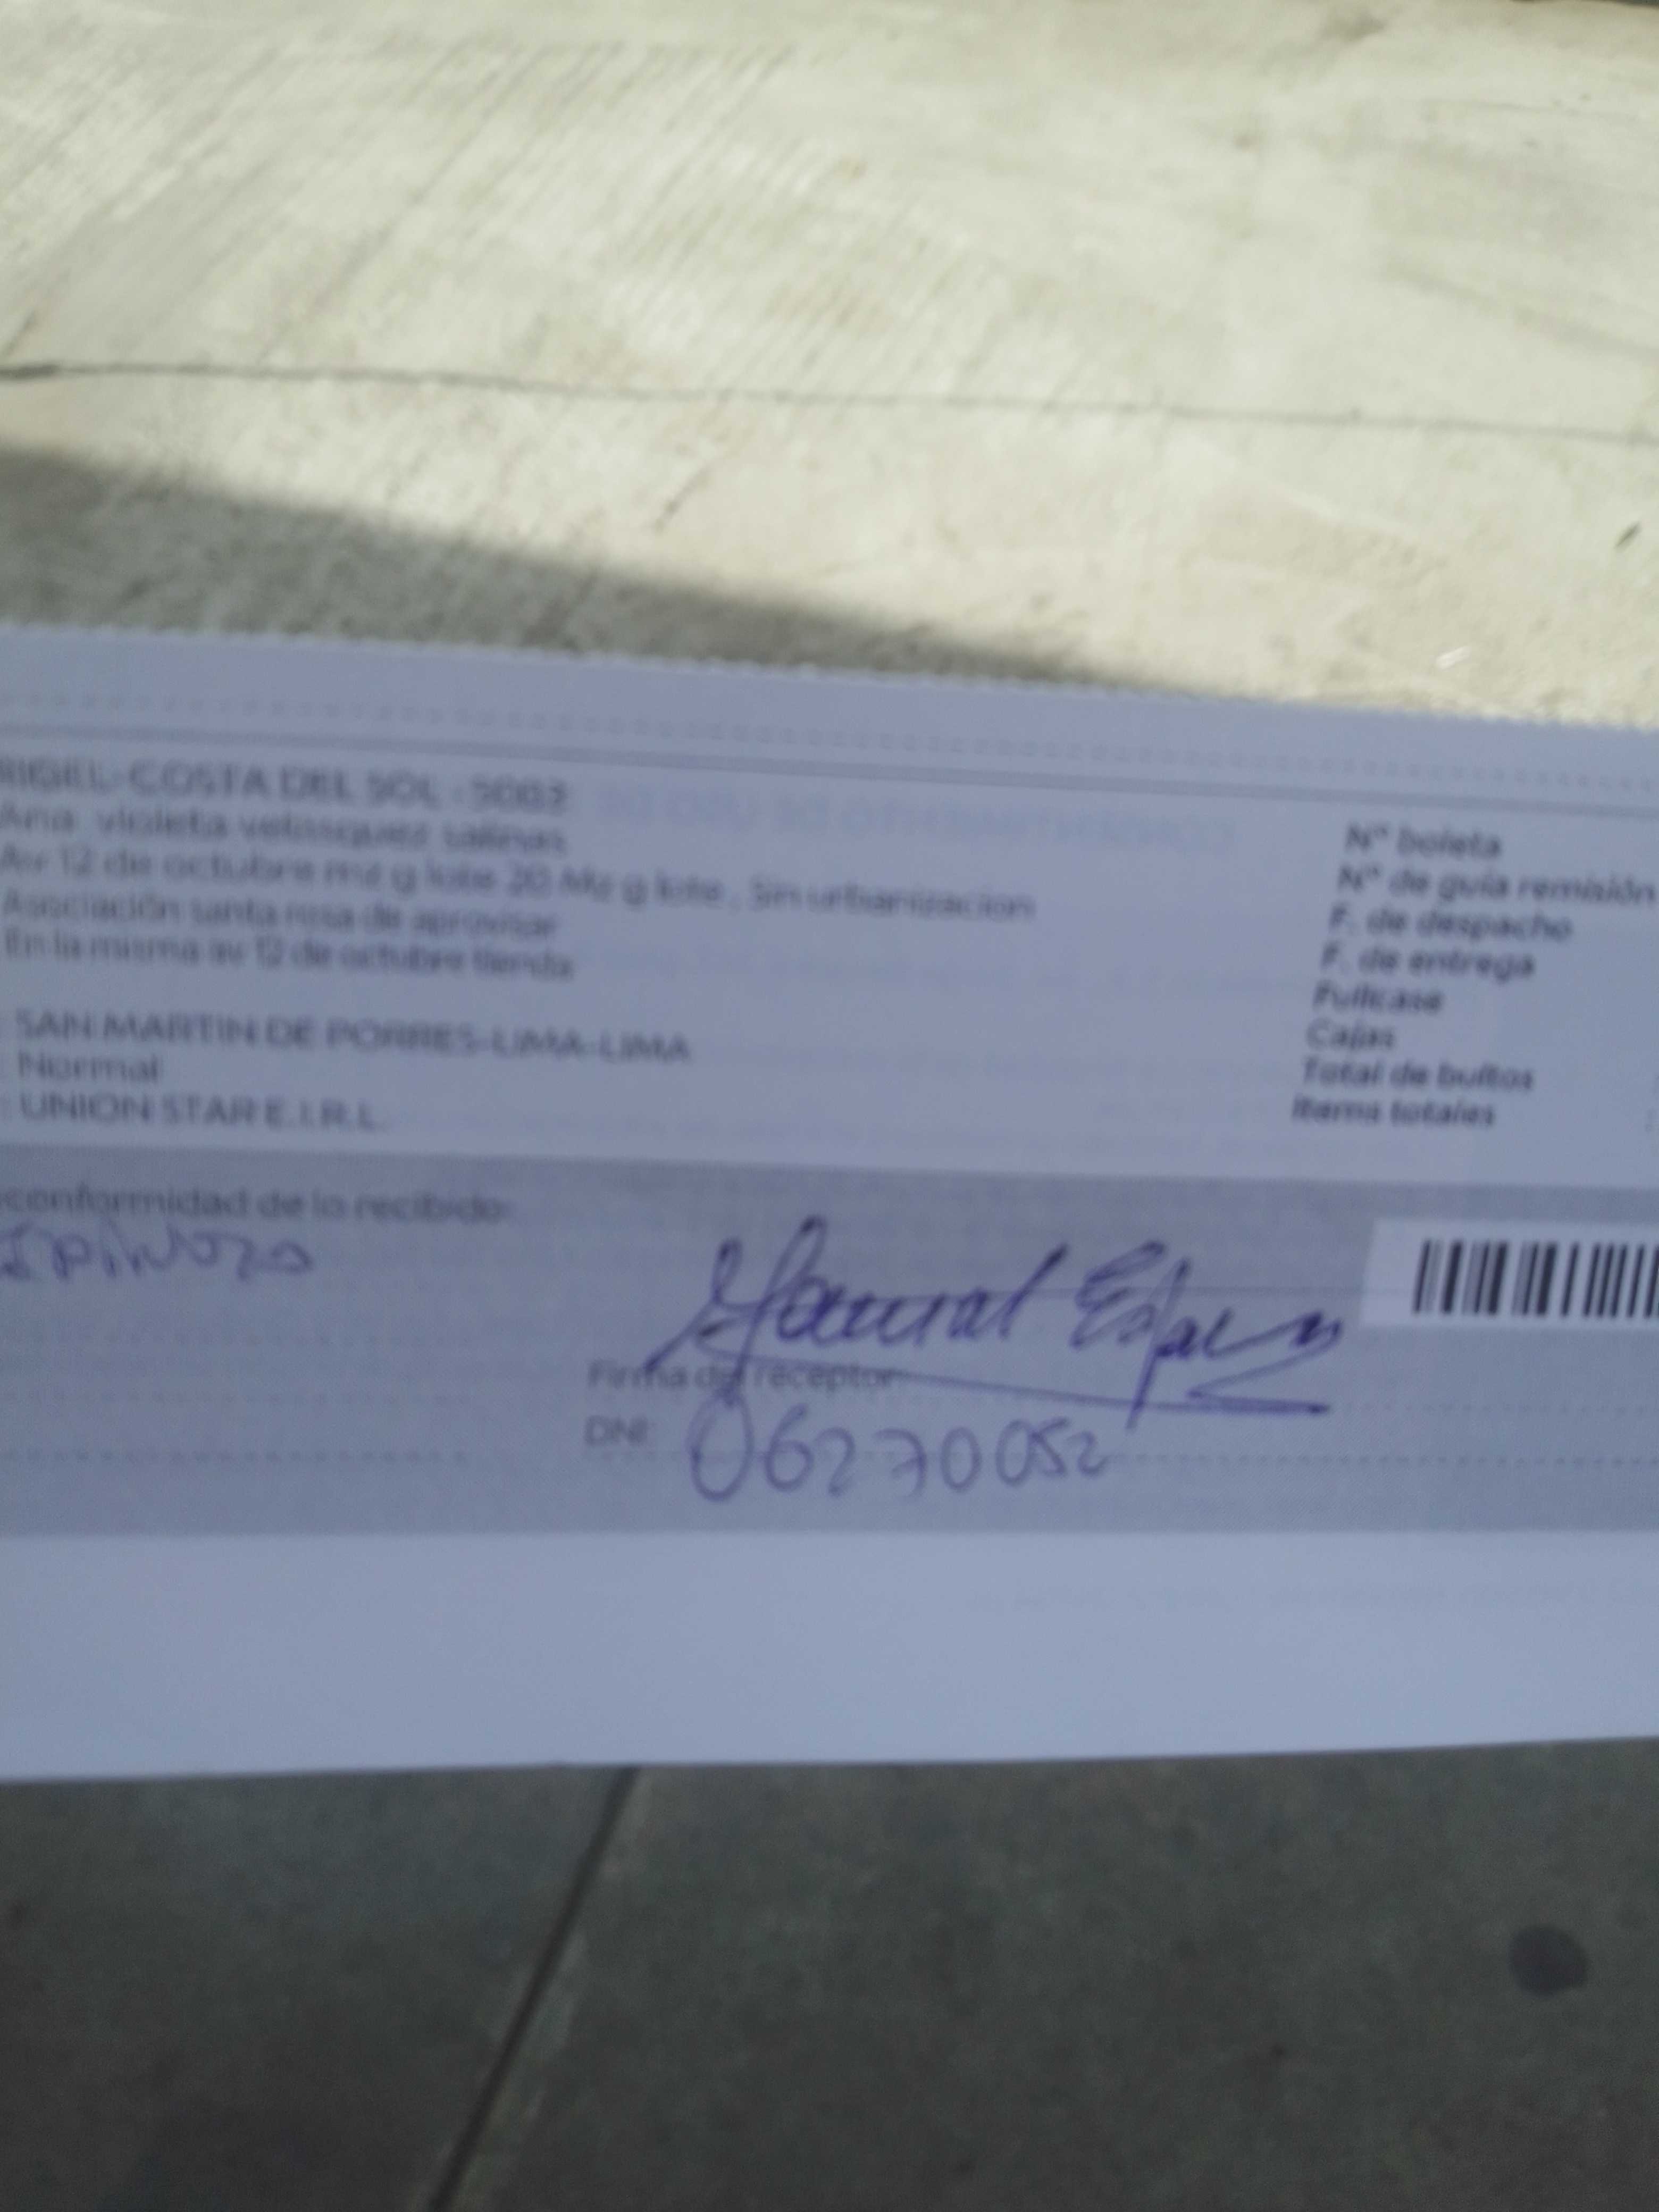 RIGEL-COSTA DEL SOL - 5002
Ana violeta velasquez salinas
Av 12 de octubre mz g lote 20 Mz g lote , Sin urbanizacion
Asociación santa rosa de aprovisar
En la misma av 12 de octubre tienda
: SAN MARTIN DE PORRES-LIMA-LIMA
: Normal
: UNION STAR E.I.R.L.
N° boleta
N° de guía remisión
F. de despacho
F. de entrega
Fullcase
Cajas
Total de bultos
Items totales
conformidad de lo recibido:
Manuel
Firma del receptor:
DNI: 06270052